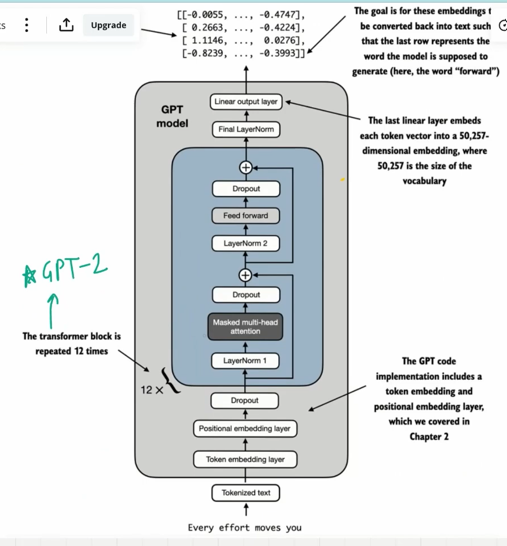 Upgrade
[[-0.0055, ..., -0.4747],
[ 0.2663, ..., -0.4224],
[ 1.1146, ..., 0.0276],
[-0.8239, ..., -0.3993]]
The goal is for these embeddings t
be converted back into text such
that the last row represents the
word the model is supposed to
generate (here, the word “forward”)
GPT
model
Linear output layer
Final LayerNorm
The last linear layer embeds
each token vector into a 50,257-
dimensional embedding, where
50,257 is the size of the
vocabulary
Dropout
Feed forward
LayerNorm 2
GPT-2
Dropout
Masked multi-head
attention
LayerNorm 1
The transformer block is
repeated 12 times
12 ×
The GPT code
implementation includes a
token embedding and
positional embedding layer,
which we covered in
Chapter 2
Dropout
Positional embedding layer
Token embedding layer
Tokenized text
Every effort moves you